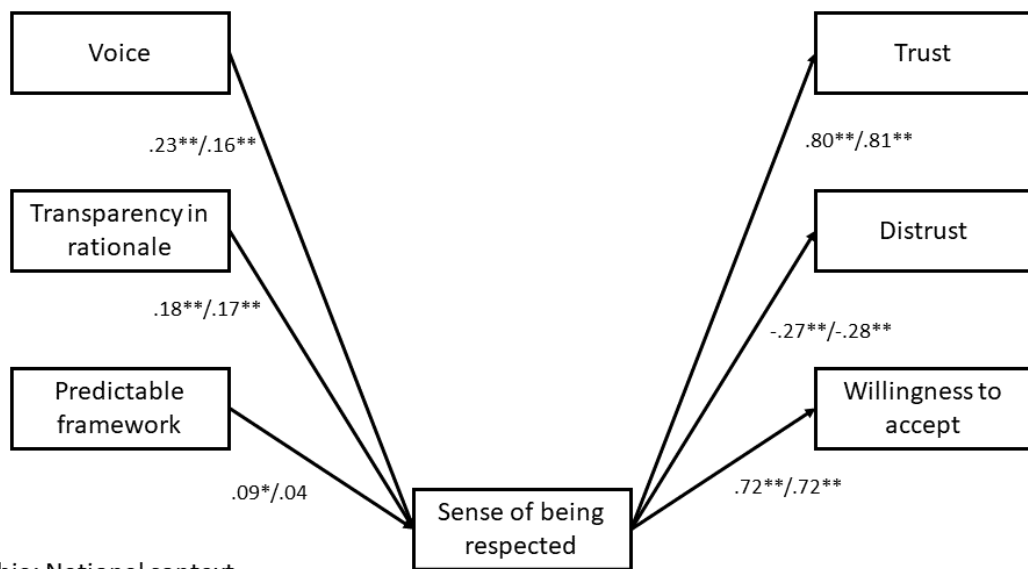 Voice
Trust
.23**/.16**
.80**/.81**
Transparency in
rationale
Distrust
.18**/.17**
-.27**/-.28**
Predictable
framework
Willingness to
accept
.09*/.04
.72**/.72**
Sense of being
respected